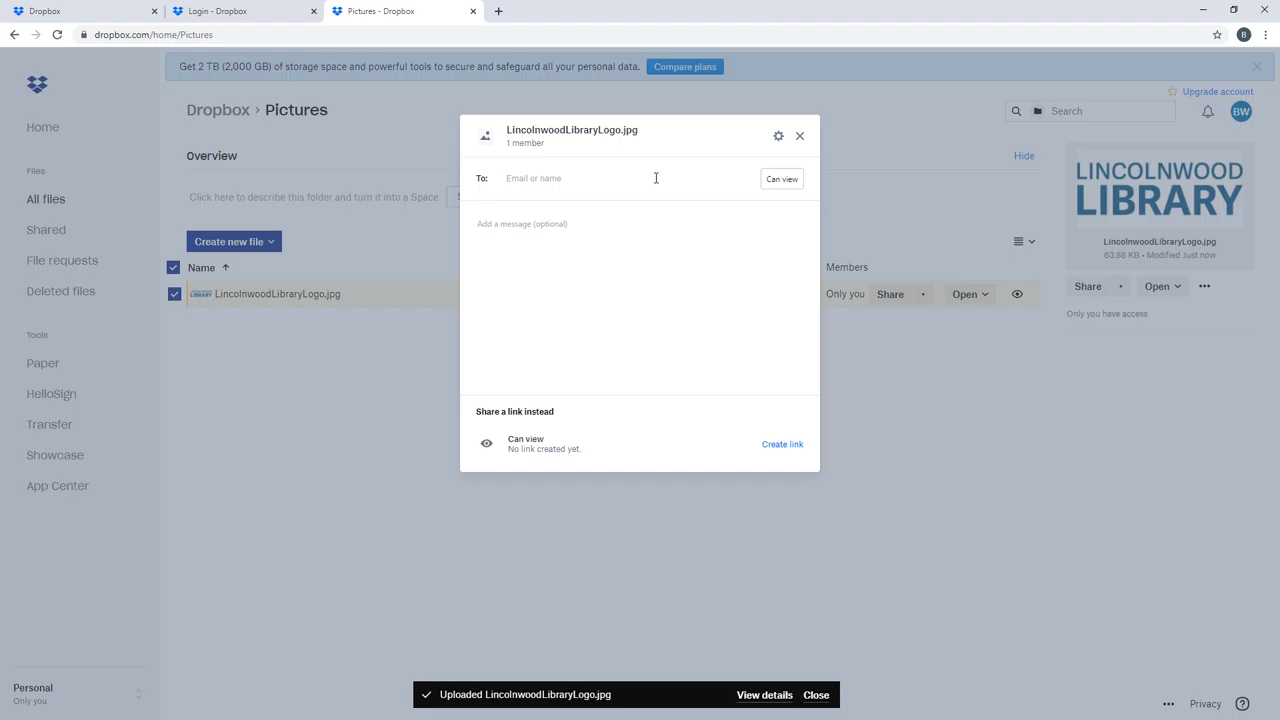 Dropbox
Login - Dropbox
Pictures - Dropbox
dropbox.com/home/Pictures
B
Get 2 TB (2,000 GB) of storage space and powerful tools to secure and safeguard all your personal data.
Compare plans
Upgrade account
Dropbox › Pictures
Search
BW
Home
Overview
Hide
Files
Click here to describe this folder and turn it into a Space
All files
Shared
File requests
Deleted files
Create new file
Name
Members
LIBRARY
LincolnwoodLibraryLogo.jpg
Only you
Share
Open
LINCOLNWOOD
LIBRARY
LincolnwoodLibraryLogo.jpg
63.88 KB • Modified Just now
Share
Open
Only you have access
LincolnwoodLibraryLogo.jpg
1 member
To:
Email or name
Can view
Add a message (optional)
Share a link instead
Can view
No link created yet.
Create link
Tools
Paper
HelloSign
Transfer
Showcase
App Center
Personal
Only you
Uploaded LincolnwoodLibraryLogo.jpg
View details
Close
Privacy